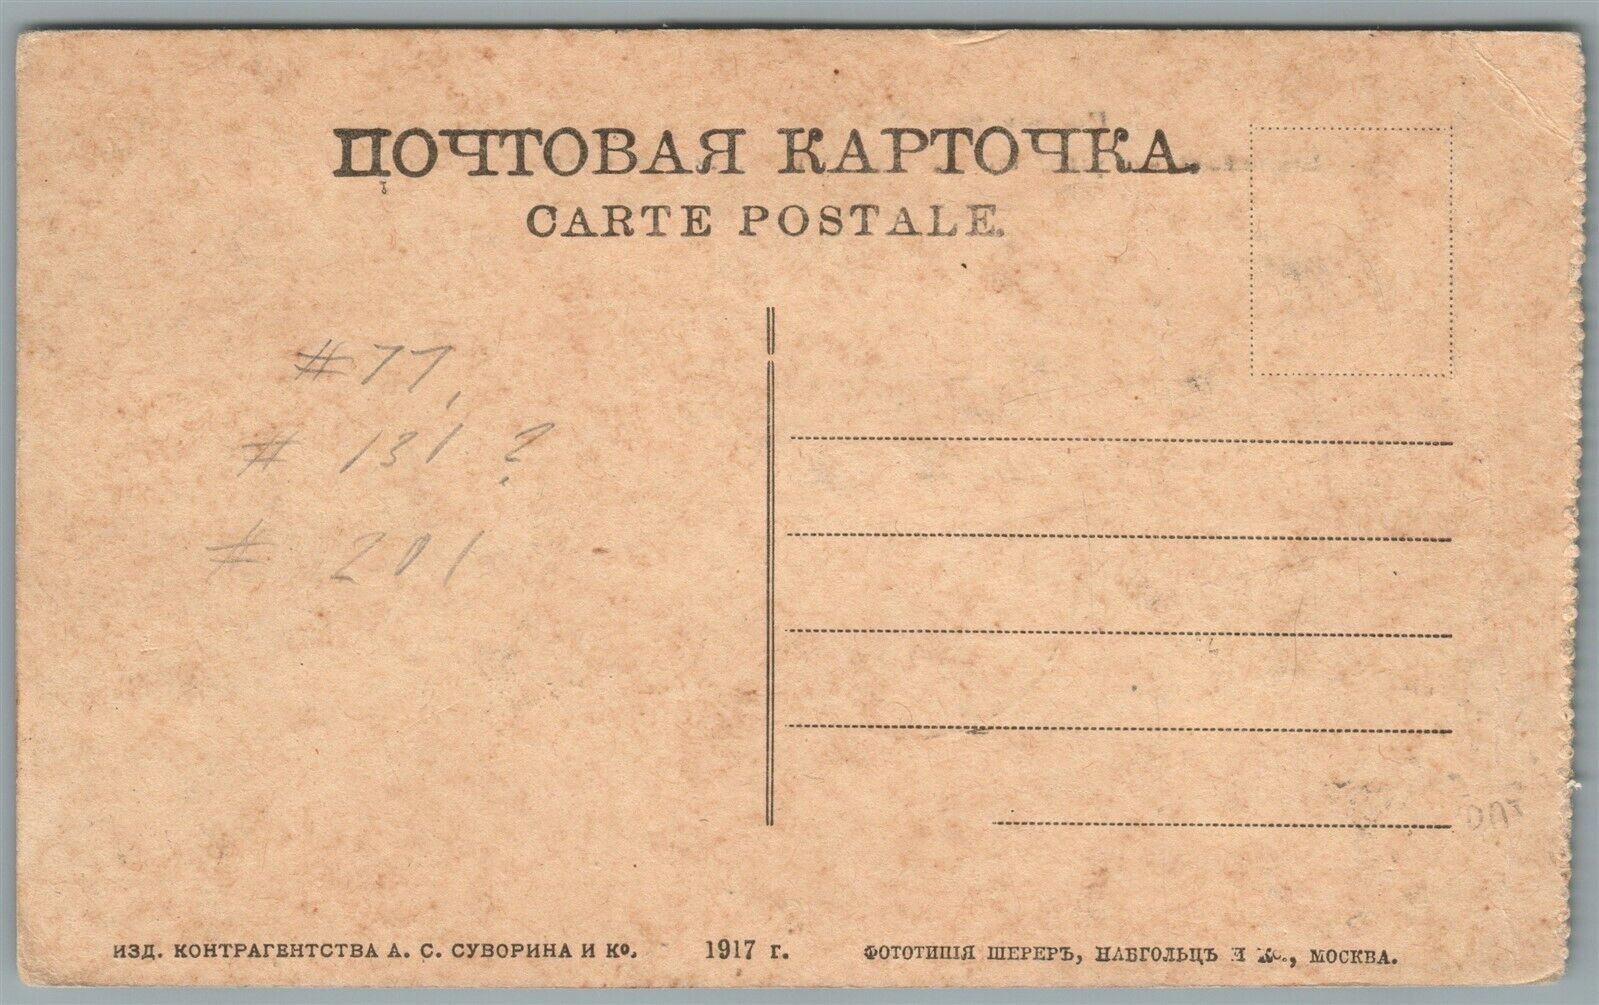 ПОЧТОВАЯ КАРТОЧКА.
CARTE POSTALE.
# 77,
# 131 ?
# 201
ИЗД. КОНТРАГЕНТСТВА А. С. СУВОРИНА И Ко. 1917 г. ФОТОТИПІЯ ШЕРЕРЪ, НАБГОЛЬЦЪ И Ко., МОСКВА.